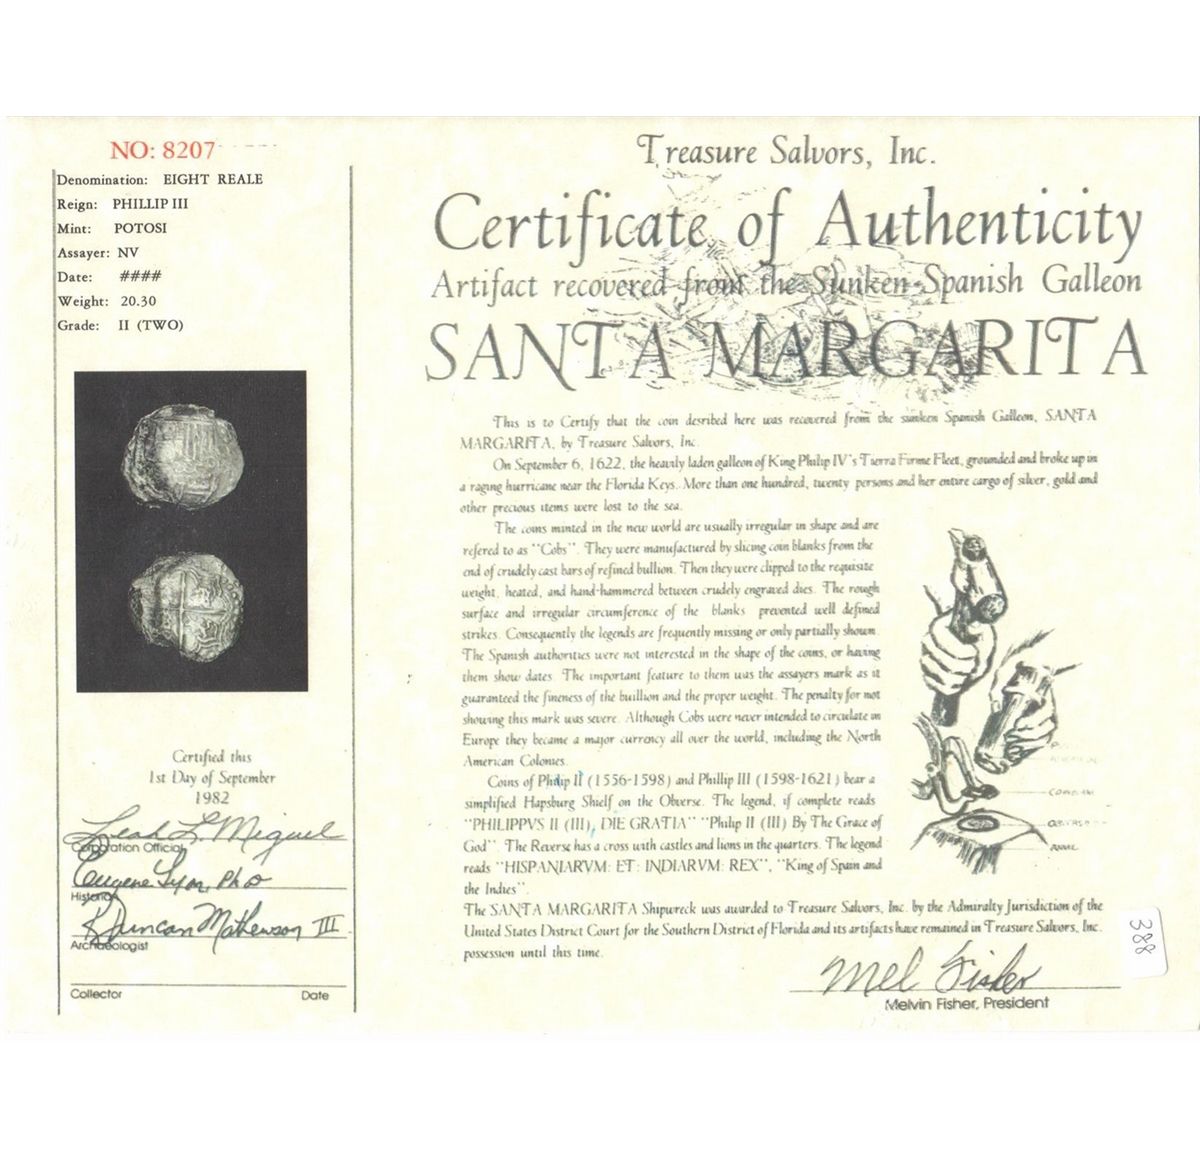 NO: 8207
Denomination: EIGHT REALE
Reign: PHILLIP III
Mint: POTOSI
Assayer: NV
Date: ####
Weight: 20.30
Grade: II (TWO)
Certified this
1st Day of September
1982
Leah L. Miguel
Corporation Official
Eugene Lyon, PhD
Historian
R Duncan Mathewson III
Archaeologist
Collector Date
Treasure Salvors, Inc.
Certificate of Authenticity
Artifact recovered from the Sunken Spanish Galleon
SANTA MARGARITA
This is to Certify that the coin desribed here was recovered from the sunken Spanish Galleon, SANTA
MARGARITA, by Treasure Salvors, Inc.
On September 6, 1622, the heavily laden galleon of King Philip IV's Tierra Firme Fleet, grounded and broke up in
a raging hurricane near the Florida Keys. More than one hundred, twenty persons and her entire cargo of silver, gold and
other precious items were lost to the sea.
The coins minted in the new world are usually irregular in shape and are
refered to as "Cobs". They were manufactured by slicing coin blanks from the
end of crudely cast bars of refined bullion. Then they were clipped to the requisite
weight, heated, and hand-hammered between crudely engraved dies. The rough
surface and irregular circumference of the blanks prevented well defined
strikes. Consequently the legends are frequently missing or only partially shown.
The Spanish authorities were not interested in the shape of the coins, or having
them show dates. The important feature to them was the assayers mark as it
guaranteed the fineness of the buillion and the proper weight. The penalty for not
showing this mark was severe. Although Cobs were never intended to circulate in
Europe they became a major currency all over the world, including the North
American Colonies.
Coins of Philip II (1556-1598) and Phillip III (1598-1621) bear a
simplified Hapsburg Shielf on the Obverse. The legend, if complete reads
"PHILIPPVS II (III), DIE GRATIA" "Philip II (III) By The Grace of
God". The Reverse has a cross with castles and lions in the quarters. The legend
reads "HISPANIARVM: ET: INDIARVM: REX", "King of Spain and
the Indies".
The SANTA MARGARITA Shipwreck was awarded to Treasure Salvors, Inc. by the Admiralty Jurisdiction of the
United States District Court for the Southern District of Florida and its artifacts have remained in Treasure Salvors, Inc.
possession until this time.
ANVIL
Mel Fisher
Melvin Fisher, President
388